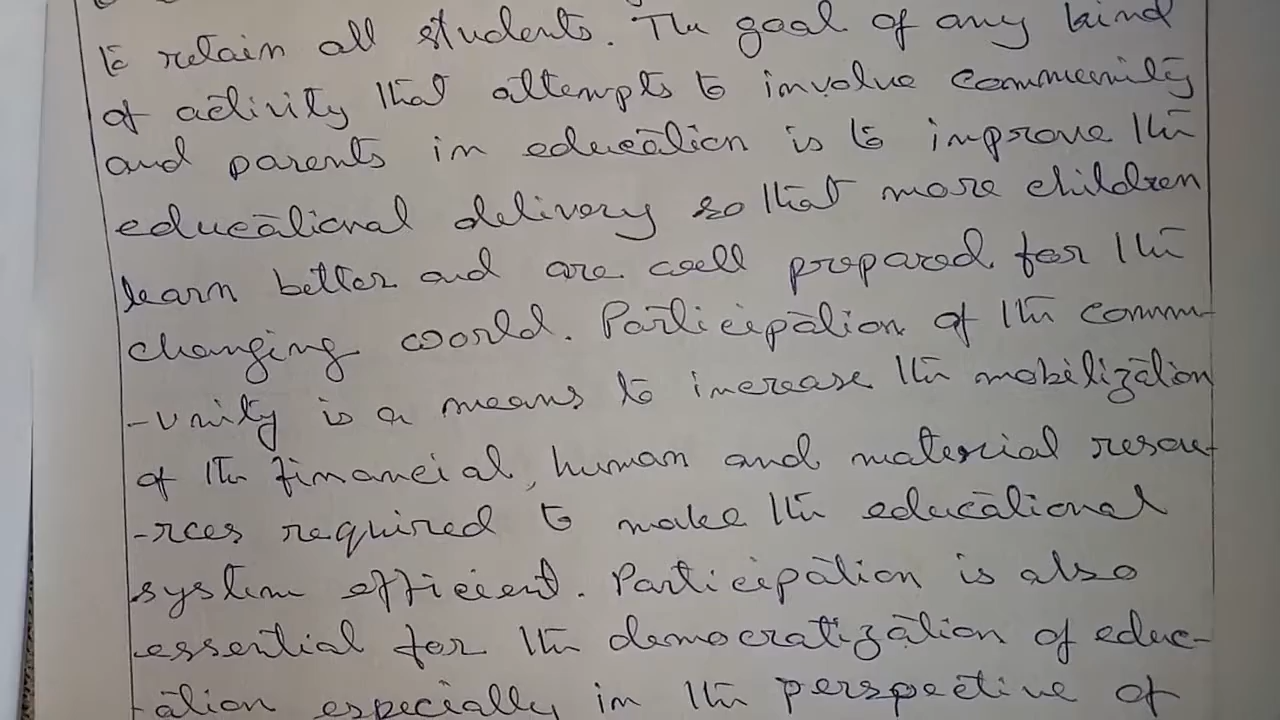 to retain all students. The goal of any kind
of activity that attempts to involve community
and parents in education is to improve the
educational delivery so that more children
learn better and are well prepared for the
changing world. Participation of the comm-
-unity is a means to increase the mobilization
of the financial, human and material resou-
-rces required to make the educational
system efficient. Participation is also
essential for the democratization of educ-
-ation especially in the perspective of